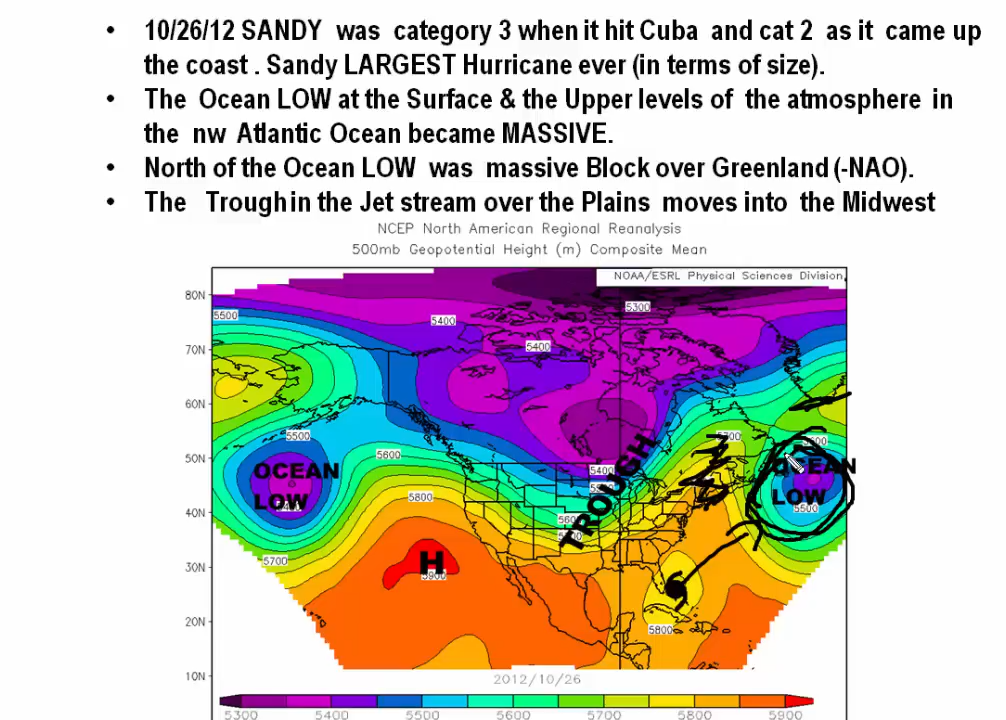 • 10/26/12 SANDY was category 3 when it hit Cuba and cat 2 as it came up
the coast . Sandy LARGEST Hurricane ever (in terms of size).
• The Ocean LOW at the Surface & the Upper levels of the atmosphere in
the nw Atlantic Ocean became MASSIVE.
• North of the Ocean LOW was massive Block over Greenland (-NAO).
• The Trough in the Jet stream over the Plains moves into the Midwest
NCEP North American Regional Reanalysis
500mb Geopotential Height (m) Composite Mean
NOAA/ESRL Physical Sciences Division
80N
5300
5500
5400
70N
5400
60N
5500
5700
5600
50N
5600
OCEAN
LOW
5400
TROUGH
OCEAN
LOW
5800
5500
40N
5700
30N
H
5900
20N
5800
10N
2012/10/26
5300 5400 5500 5600 5700 5800 5900